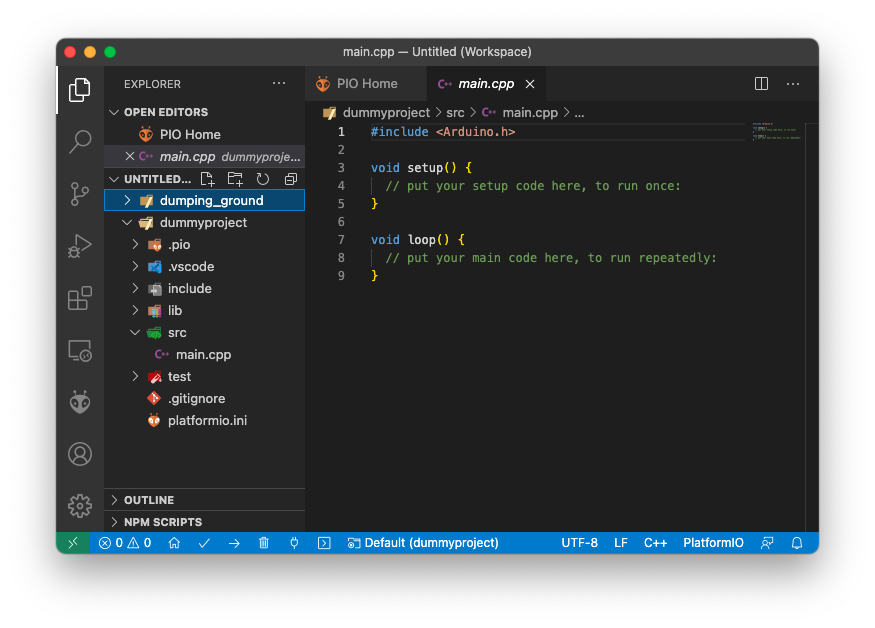 main.cpp — Untitled (Workspace)
EXPLORER
OPEN EDITORS
PIO Home
main.cpp dummyproje...
UNTITLED...
dumping_ground
dummyproject
.pio
.vscode
include
lib
src
main.cpp
test
.gitignore
platformio.ini
OUTLINE
NPM SCRIPTS
PIO Home
main.cpp
dummyproject > src > main.cpp > ...
1 #include <Arduino.h>
2
3 void setup() {
4 // put your setup code here, to run once:
5 }
6
7 void loop() {
8 // put your main code here, to run repeatedly:
9 }
0 0 Default (dummyproject) UTF-8 LF C++ PlatformIO